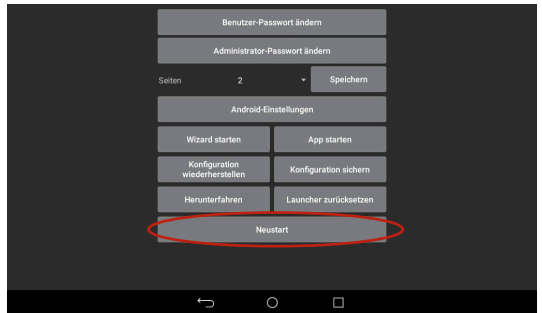 Benutzer-Passwort ändern
Administrator-Passwort ändern
Seiten 2 Speichern
Android-Einstellungen
Wizard starten App starten
Konfiguration
wiederherstellen Konfiguration sichern
Herunterfahren Launcher zurücksetzen
Neustart